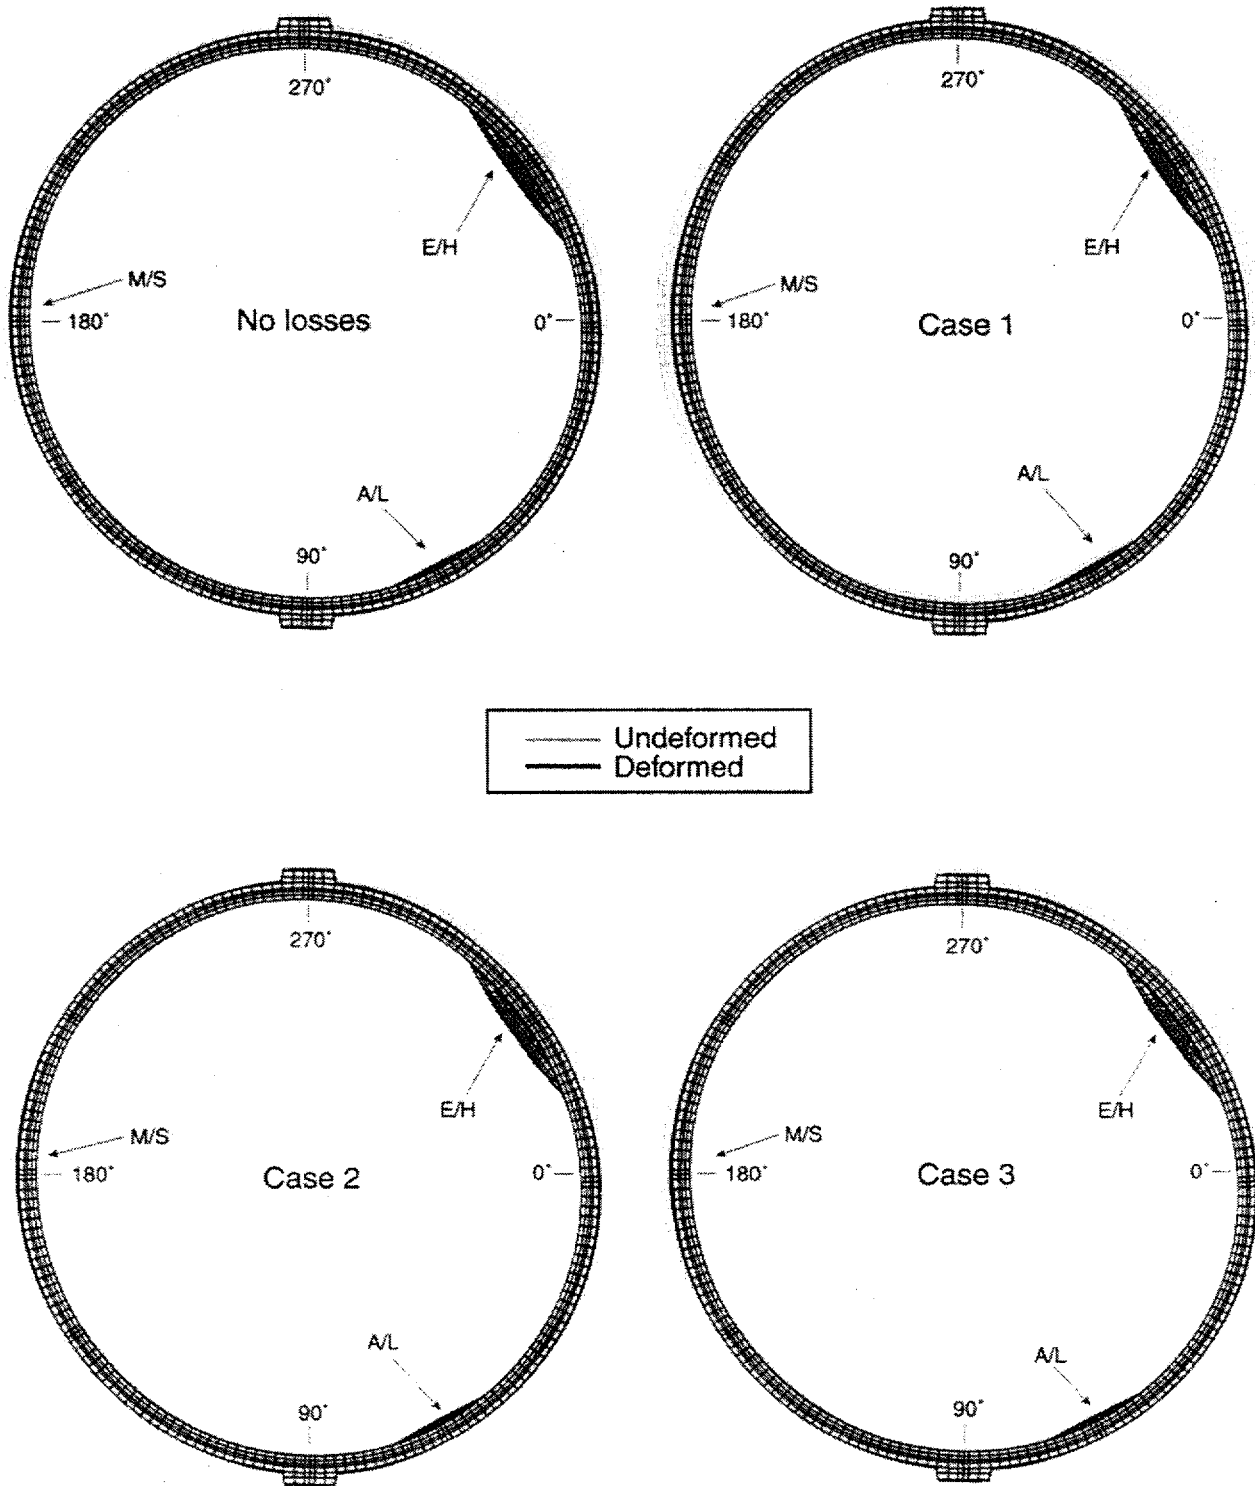 270°
E/H
M/S
180°
No losses
0°
A/L
90°
270°
E/H
M/S
180°
Case 1
0°
A/L
90°
Undeformed
Deformed
270°
E/H
M/S
180°
Case 2
0°
A/L
90°
270°
E/H
M/S
180°
Case 3
0°
A/L
90°